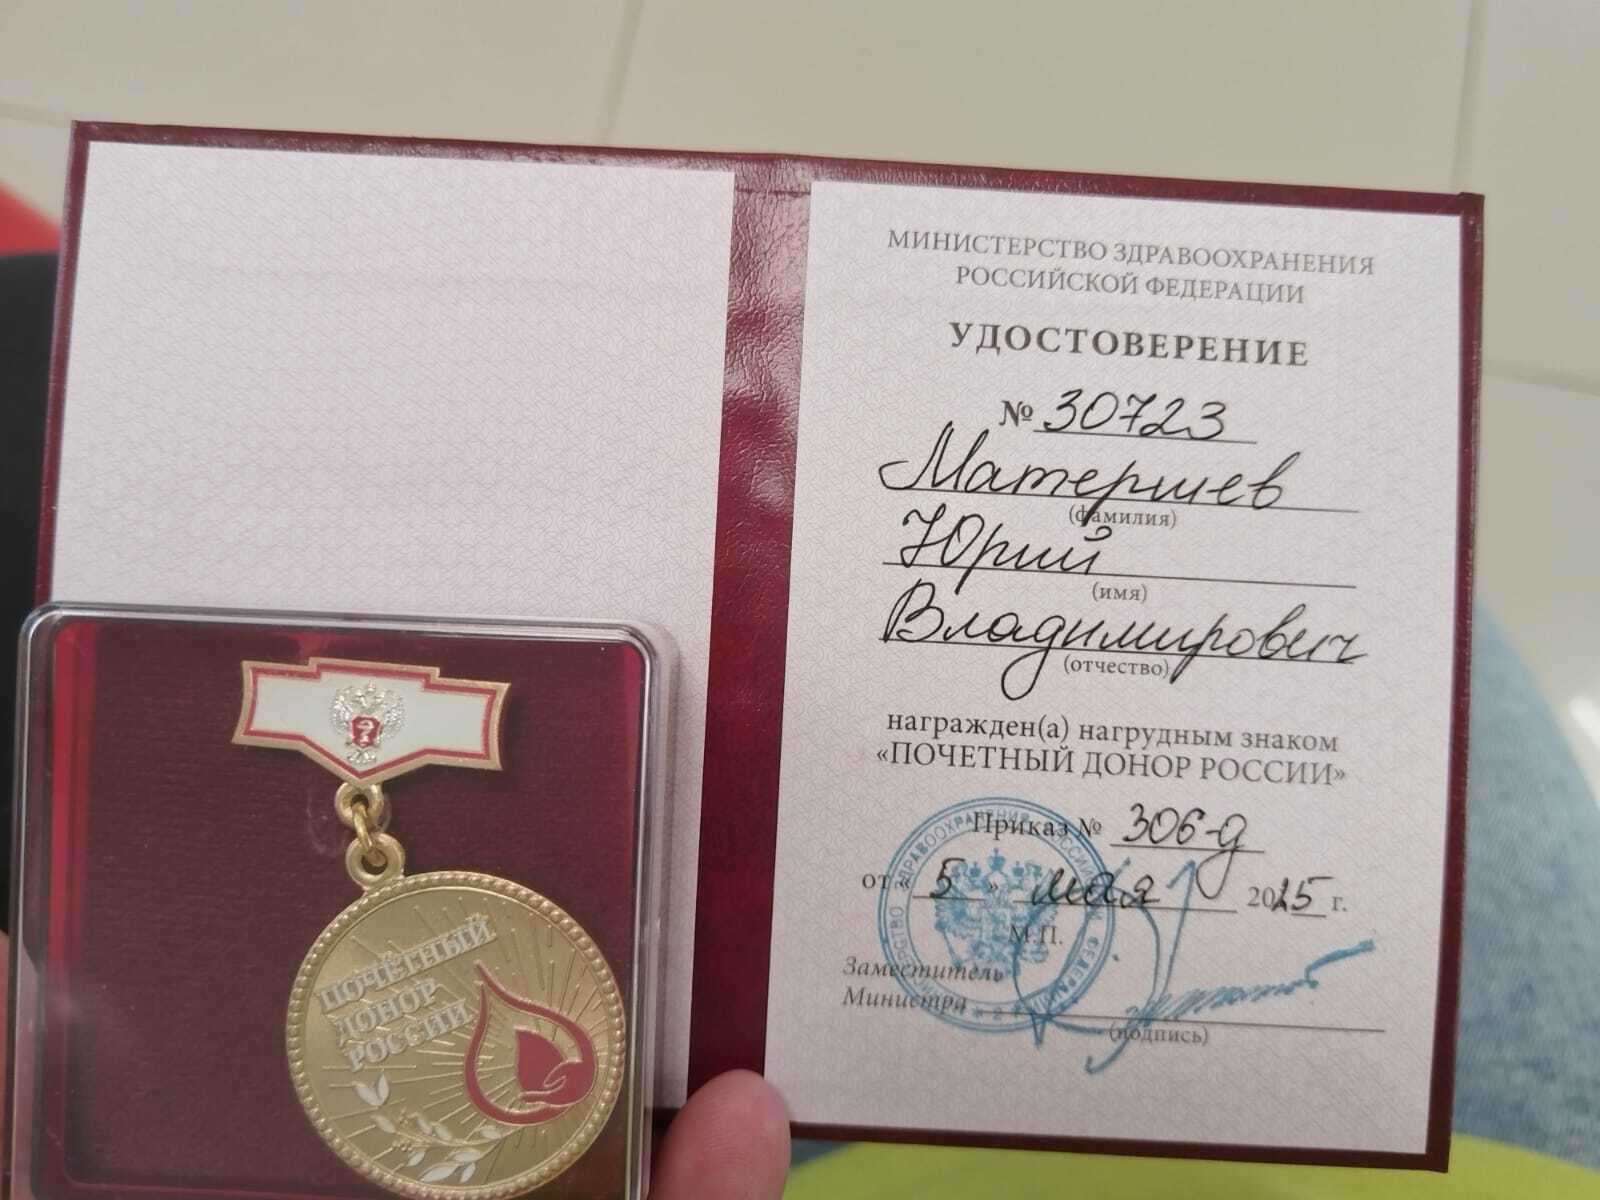 МИНИСТЕРСТВО ЗДРАВООХРАНЕНИЯ
РОССИЙСКОЙ ФЕДЕРАЦИИ
УДОСТОВЕРЕНИЕ
№ 30723
Матершев
(фамилия)
Юрий
(имя)
Владимирович
(отчество)
награжден(а) нагрудным знаком
«ПОЧЕТНЫЙ ДОНОР РОССИИ»
Приказ № 306-д
от « 5 » мая 2025 г.
М.П.
Заместитель
Министра
(подпись)
ПОЧЁТНЫЙ
ДОНОР
РОССИИ